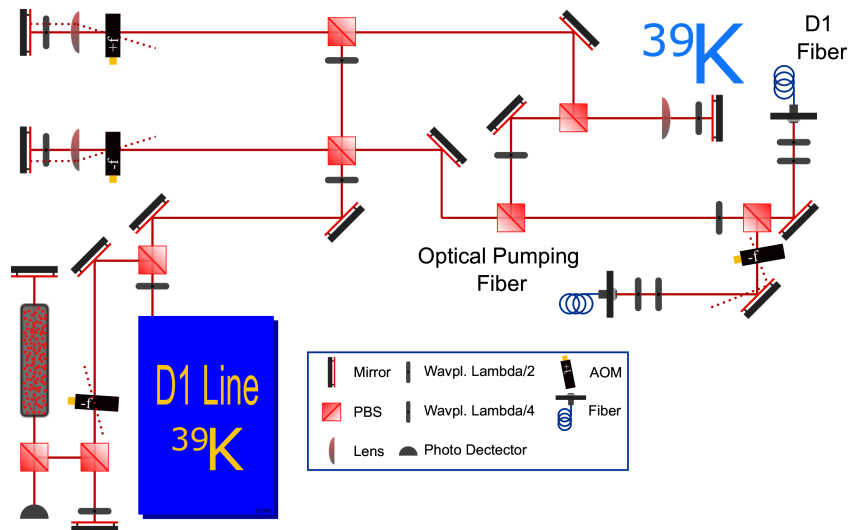 39K
D1
Fiber
+f
-f
-f
Optical Pumping
Fiber
-f
D1 Line
39K
Mirror
Wavpl. Lambda/2
+f
AOM
PBS
Wavpl. Lambda/4
Fiber
Lens
Photo Dectector